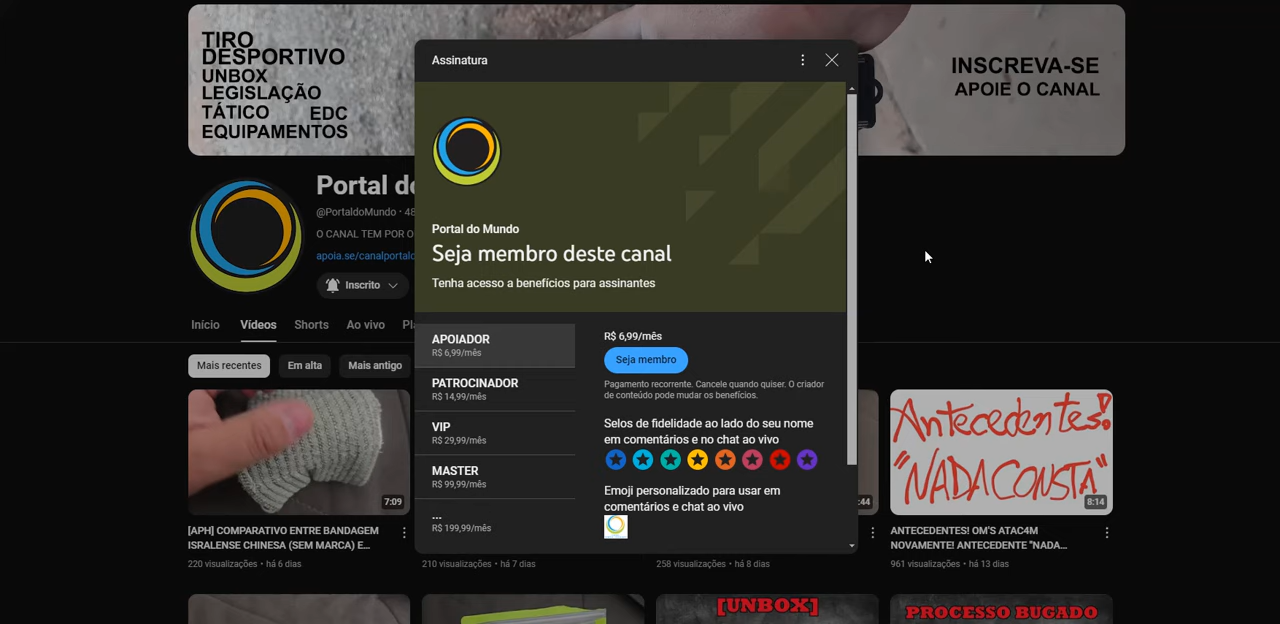 TIRO
DESPORTIVO
UNBOX
LEGISLAÇÃO
TÁTICO EDC
EQUIPAMENTOS
INSCREVA-SE
APOIE O CANAL
Assinatura
Portal do Mundo
Seja membro deste canal
Tenha acesso a benefícios para assinantes
Portal do
@PortaldoMundo • 48
O CANAL TEM POR O
apoia.se/canalportald
Inscrito
Início Vídeos Shorts Ao vivo
Mais recentes Em alta Mais antigo
APOIADOR
R$ 6,99/mês
PATROCINADOR
R$ 14,99/mês
VIP
R$ 29,99/mês
MASTER
R$ 99,99/mês
...
R$ 199,99/mês
R$ 6,99/mês
Seja membro
Pagamento recorrente. Cancele quando quiser. O criador
de conteúdo pode mudar os benefícios.
Selos de fidelidade ao lado do seu nome
em comentários e no chat ao vivo
Emoji personalizado para usar em
comentários e chat ao vivo
7:09
:44
Antecedentes!
"NADA CONSTA"
8:14
[APH] COMPARATIVO ENTRE BANDAGEM
ISRALENSE CHINESA (SEM MARCA) E...
220 visualizações • há 6 dias
210 visualizações • há 7 dias
258 visualizações • há 8 dias
ANTECEDENTES! OM'S ATAC4M
NOVAMENTE! ANTECEDENTE "NADA...
961 visualizações • há 13 dias
[UNBOX]
PROCESSO BUGADO